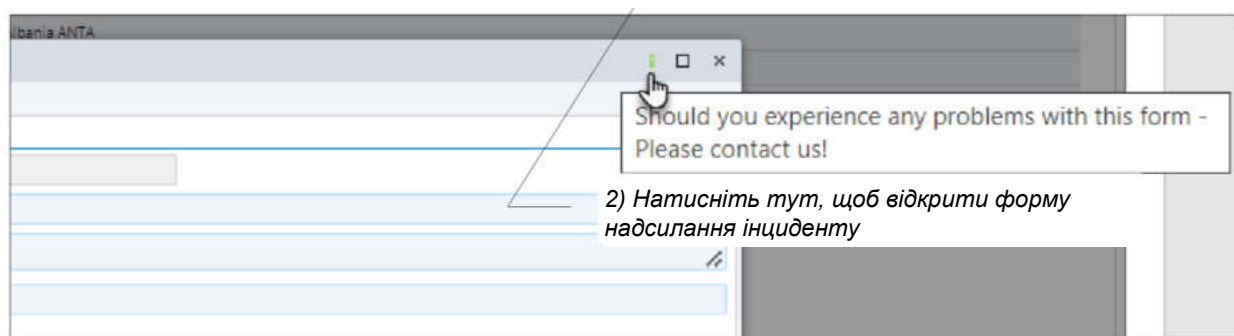 lbania ANTA
Should you experience any problems with this form -
Please contact us!
2) Натисніть тут, щоб відкрити форму
надсилання інциденту